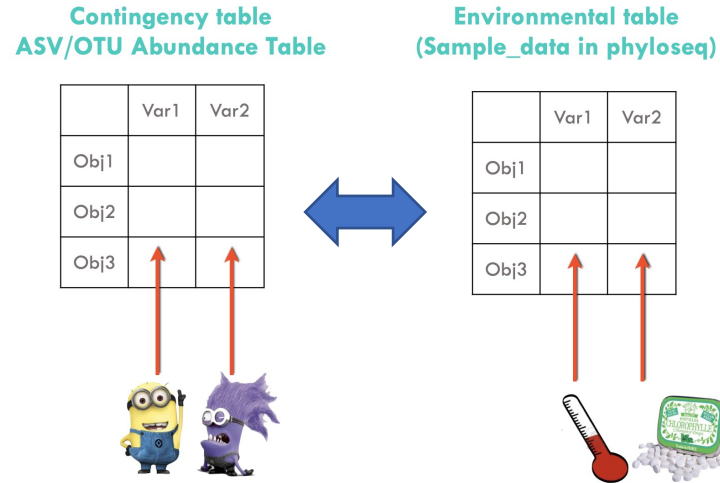 Contingency table
ASV/OTU Abundance Table
Environmental table
(Sample_data in phyloseq)
Var1 Var2
Obj1
Obj2
Obj3
Var1 Var2
Obj1
Obj2
Obj3
CHLOROPHYLLE